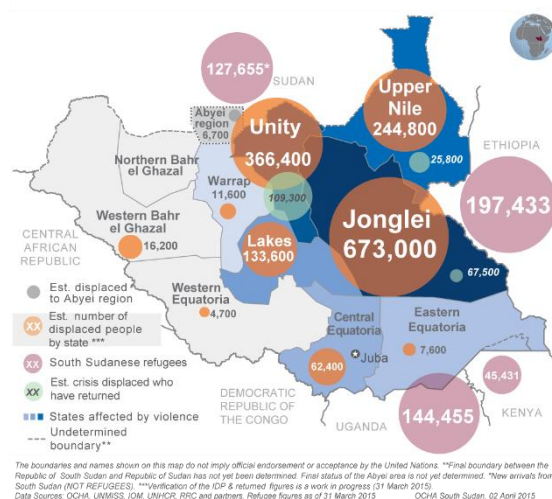 127,655*
SUDAN
Upper
Nile
244,800
Abyei
region
6,700
Unity
366,400
25,800
ETHIOPIA
Northern Bahr
el Ghazal
Warrap
11,600
109,300
197,433
Western Bahr
el Ghazal
16,200
Jonglei
673,000
CENTRAL
AFRICAN
REPUBLIC
Lakes
133,600
67,500
Est. displaced
to Abyei region
Western
Equatoria
4,700
Central
Equatoria
Eastern
Equatoria
xx
Est. number of
displaced people
by state ***
Juba
7,600
xx
South Sudanese
refugees
62,400
45,431
xx
Est. crisis displaced who
have returned
DEMOCRATIC
REPUBLIC OF
THE CONGO
144,455
KENYA
UGANDA
States affected by violence
Undetermined
boundary**
The boundaries and names shown on this map do not imply official endorsement or acceptance by the United Nations. **Final boundary between the
Republic of South Sudan and Republic of Sudan has not yet been determined. Final status of the Abyei area is not yet determined. *New arrivals from
South Sudan (NOT REFUGEES). ***Verification of the IDP & returned figures is a work in progress (31 March 2015).
Data Sources: OCHA, UNMISS, IOM, UNHCR, RRC and partners. Refugee figures as of 31 March 2015
OCHA South Sudan, 02 April 2015